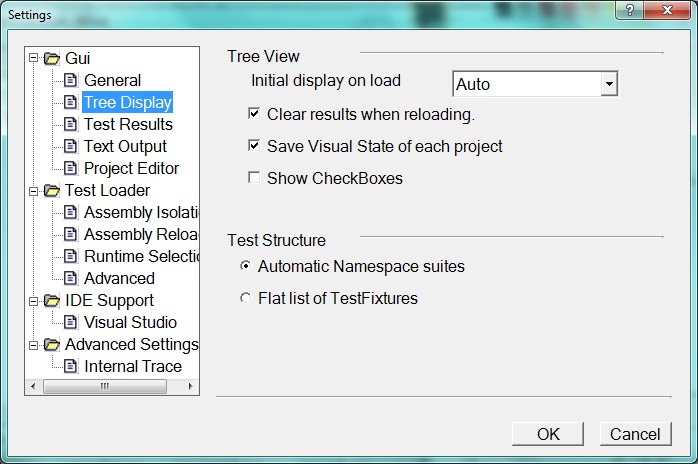 Settings
Gui
General
Tree Display
Test Results
Text Output
Project Editor
Test Loader
Assembly Isolati
Assembly Reloa
Runtime Selectio
Advanced
IDE Support
Visual Studio
Advanced Settings
Internal Trace
Tree View
Initial display on load
Auto
Clear results when reloading.
Save Visual State of each project
Show CheckBoxes
Test Structure
Automatic Namespace suites
Flat list of TestFixtures
OK
Cancel